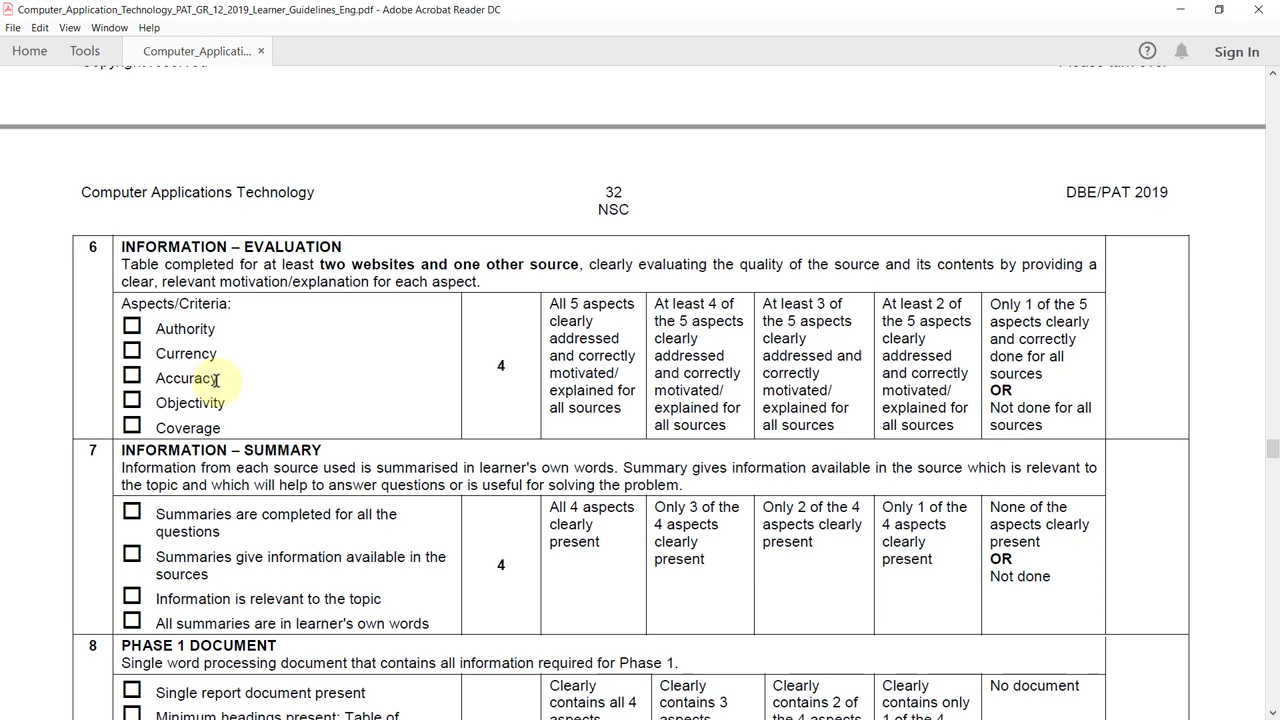 Computer_Application_Technology_PAT_GR_12_2019_Learner_Guidelines_Eng.pdf - Adobe Acrobat Reader DC
File Edit View Window Help
Home Tools Computer_Applicati... × Sign In
Copyright reserved Please turn over
Computer Applications Technology 32 DBE/PAT 2019
NSC
6 INFORMATION – EVALUATION
Table completed for at least two websites and one other source, clearly evaluating the quality of the source and its contents by providing a
clear, relevant motivation/explanation for each aspect.
Aspects/Criteria:
Authority
Currency
Accuracy
Objectivity
Coverage
4
All 5 aspects
clearly
addressed
and correctly
motivated/
explained for
all sources
At least 4 of
the 5 aspects
clearly
addressed
and correctly
motivated/
explained for
all sources
At least 3 of
the 5 aspects
clearly
addressed and
correctly
motivated/
explained for
all sources
At least 2 of
the 5 aspects
clearly
addressed
and correctly
motivated/
explained for
all sources
Only 1 of the 5
aspects clearly
and correctly
done for all
sources
OR
Not done for all
sources
7 INFORMATION – SUMMARY
Information from each source used is summarised in learner's own words. Summary gives information available in the source which is relevant to
the topic and which will help to answer questions or is useful for solving the problem.
Summaries are completed for all the
questions
Summaries give information available in the
sources
Information is relevant to the topic
All summaries are in learner's own words
4
All 4 aspects
clearly
present
Only 3 of the
4 aspects
clearly
present
Only 2 of the 4
aspects clearly
present
Only 1 of the
4 aspects
clearly
present
None of the
aspects clearly
present
OR
Not done
8 PHASE 1 DOCUMENT
Single word processing document that contains all information required for Phase 1.
Single report document present
Minimum headings present: Table of
Clearly
contains all 4
aspects
Clearly
contains 3
aspects
Clearly
contains 2 of
the 4 aspects
Clearly
contains only
1 of the 4
No document